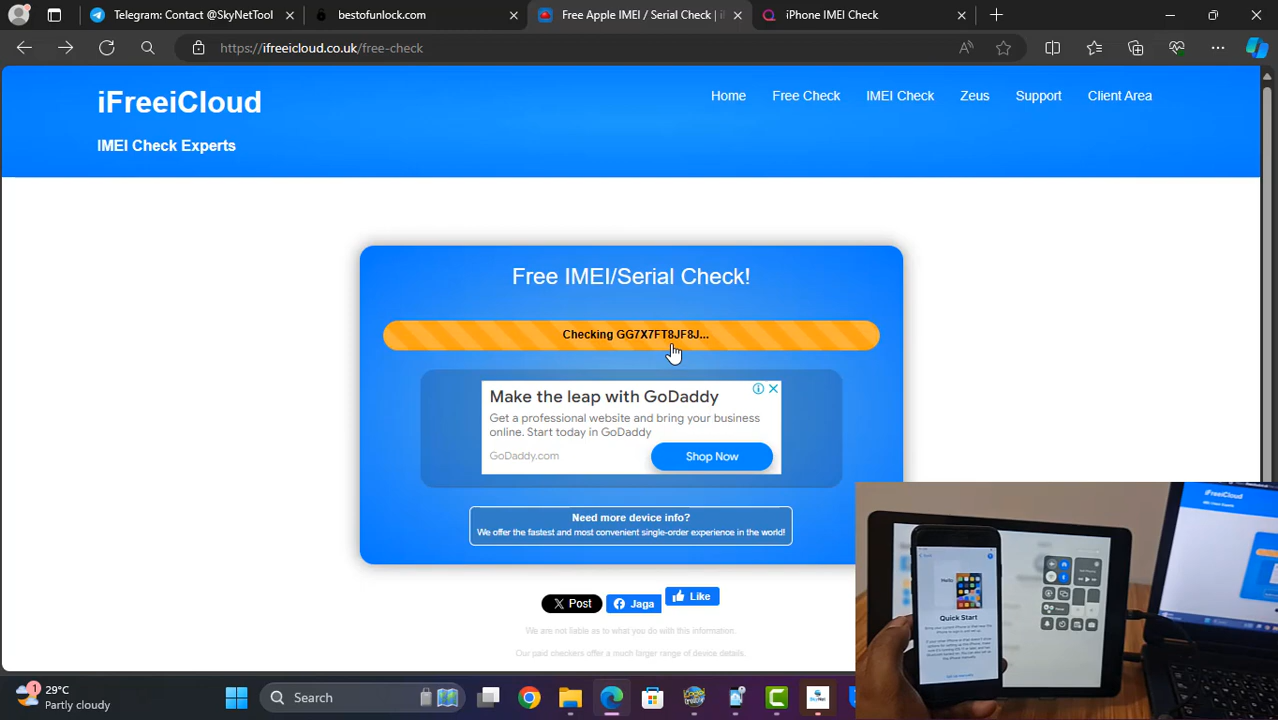 Telegram: Contact @SkyNetTool
bestofunlock.com
Free Apple IMEI / Serial Check |
iPhone IMEI Check
https://ifreeicloud.co.uk/free-check
iFreeiCloud
IMEI Check Experts
Home
Free Check
IMEI Check
Zeus
Support
Client Area
Free IMEI/Serial Check!
Checking GG7X7FT8JF8J...
Make the leap with GoDaddy
Get a professional website and bring your business
online. Start today in GoDaddy
GoDaddy.com
Shop Now
Need more device info?
We offer the fastest and most convenient single-order experience in the world!
Post
Jaga
Like
We are not liable as to what you do with this information.
Our paid checkers offer a much larger range of device details.
iFreeiCloud
Hello
Quick Start
1
29°C
Partly cloudy
Search